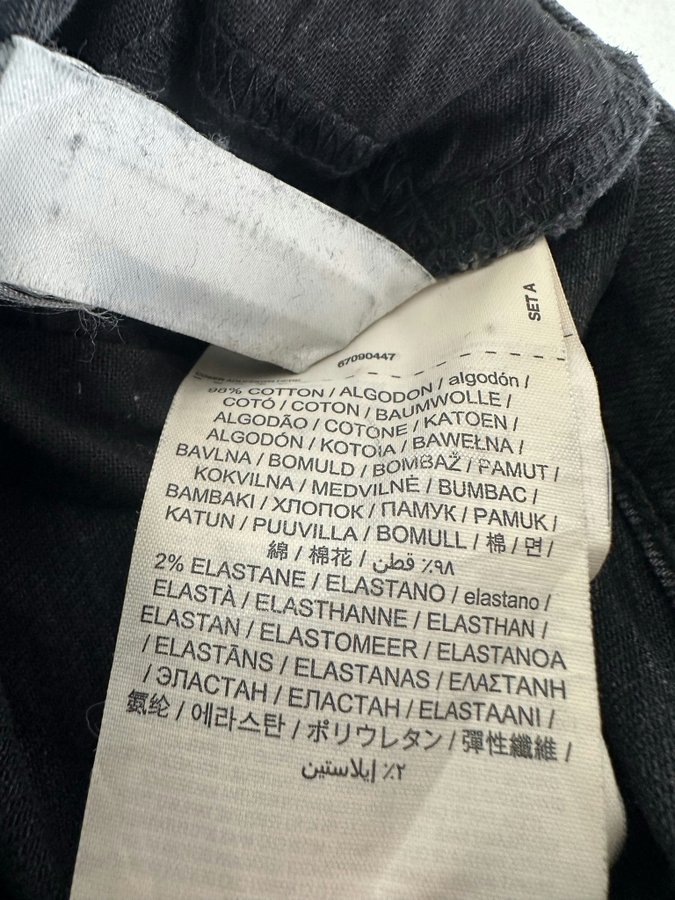 SET A
67090447
98% COTTON / ALGODON / algodón /
COTÓ / COTON / BAUMWOLLE /
ALGODÃO / COTONE / KATOEN /
ALGODÓN / KOTOIA / BAWEŁNA /
BAVLNA / BOMULD / BOMBAŽ / PAMUT /
KOKVILNA / MEDVILNĖ / BUMBAC /
BAMBAKI / ХЛОПОК / ПАМУК / PAMUK /
KATUN / PUUVILLA / BOMULL / 棉 / 면 /
綿 / 棉花 / ٩٨٪ قطن
2% ELASTANE / ELASTANO / elastano /
ELASTÀ / ELASTHANNE / ELASTHAN /
ELASTAN / ELASTOMEER / ELASTANOA
/ ELASTĀNS / ELASTANAS / ΕΛΑΣΤΑΝΗ
/ ЭЛАСТАН / ЕЛАСТАН / ELASTAANI /
氨纶 / 에라스탄 / ポリウレタン / 彈性纖維 /
٢٪ إيلاستين